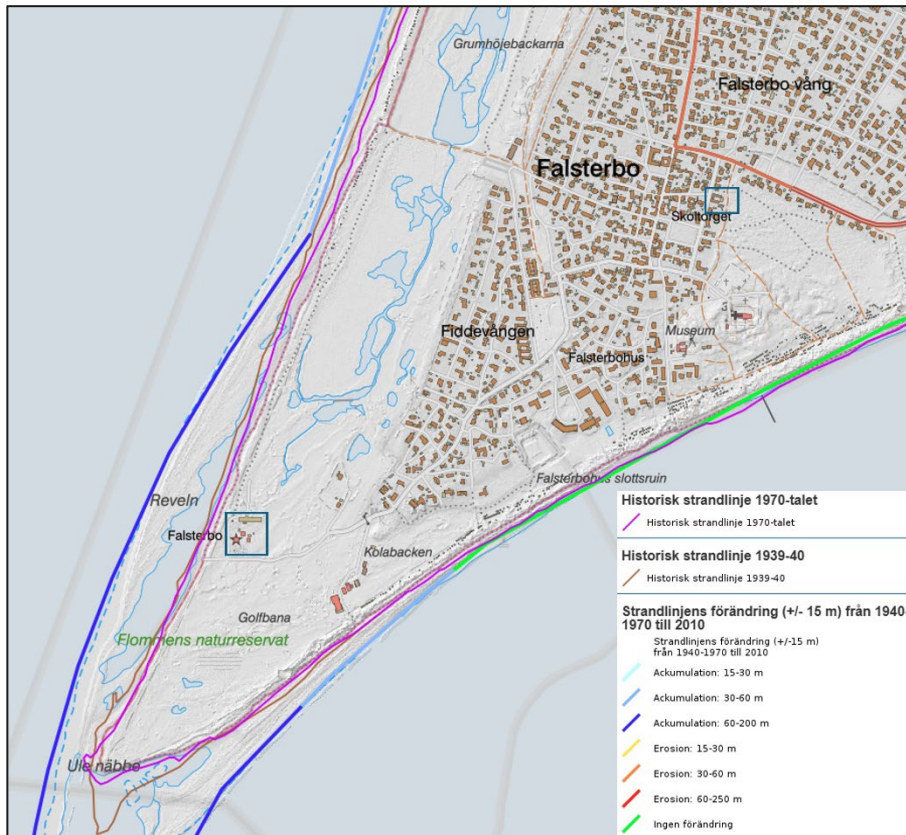 Grumhöjebackarna
Falsterbo vång
Falsterbo
Skoltorget
Museum
Fiddevången
Falsterbohus
Falsterbohus slottsruin
Reveln
Falsterbo
Kolabacken
Golfbana
Flommens naturreservat
Ule näbbe
Historisk strandlinje 1970-talet
Historisk strandlinje 1970-talet
Historisk strandlinje 1939-40
Historisk strandlinje 1939-40
Strandlinjens förändring (+/- 15 m) från 1940-
1970 till 2010
Strandlinjens förändring (+/-15 m)
från 1940-1970 till 2010
Ackumulation: 15-30 m
Ackumulation: 30-60 m
Ackumulation: 60-200 m
Erosion: 15-30 m
Erosion: 30-60 m
Erosion: 60-250 m
Ingen förändring